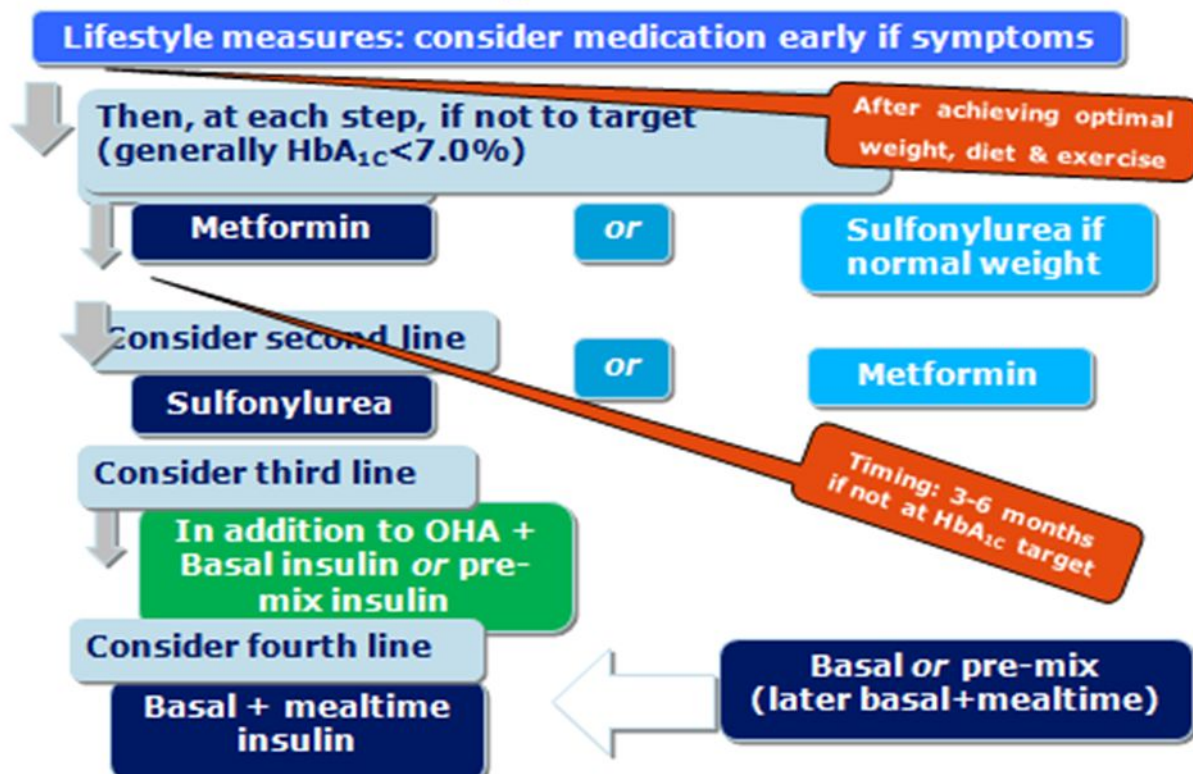 Lifestyle measures: consider medication early if symptoms
After achieving optimal
weight, diet & exercise
Then, at each step, if not to target
(generally HbA1C<7.0%)
Metformin
or
Sulfonylurea if
normal weight
Consider second line
or
Metformin
Sulfonylurea
Consider third line
Timing: 3-6 months
if not at HbA1C target
In addition to OHA +
Basal insulin or pre-
mix insulin
Consider fourth line
Basal or pre-mix
(later basal+mealtime)
Basal + mealtime
insulin